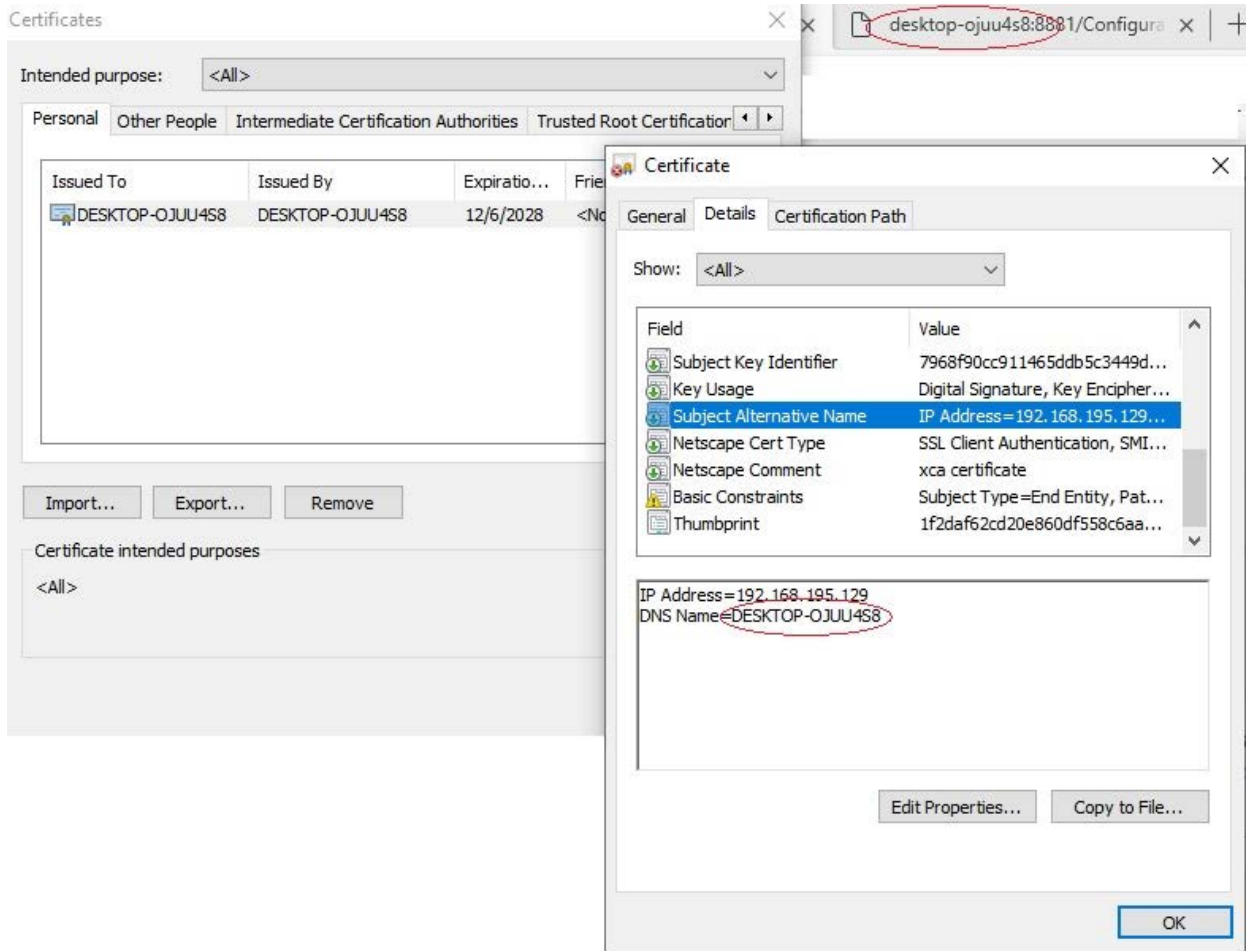 Certificates
desktop-ojuu4s8:8881/Configura
Intended purpose: <All>
Personal Other People Intermediate Certification Authorities Trusted Root Certification
Issued To Issued By Expiratio... Frie
DESKTOP-OJUU4S8 DESKTOP-OJUU4S8 12/6/2028 <No
Import... Export... Remove
Certificate intended purposes
<All>
Certificate
General Details Certification Path
Show: <All>
Field Value
Subject Key Identifier 7968f90cc911465ddb5c3449d...
Key Usage Digital Signature, Key Encipher...
Subject Alternative Name IP Address=192.168.195.129...
Netscape Cert Type SSL Client Authentication, SMI...
Netscape Comment xca certificate
Basic Constraints Subject Type=End Entity, Pat...
Thumbprint 1f2daf62cd20e860df558c6aa...
IP Address=192.168.195.129
DNS Name=DESKTOP-OJUU4S8
Edit Properties... Copy to File...
OK